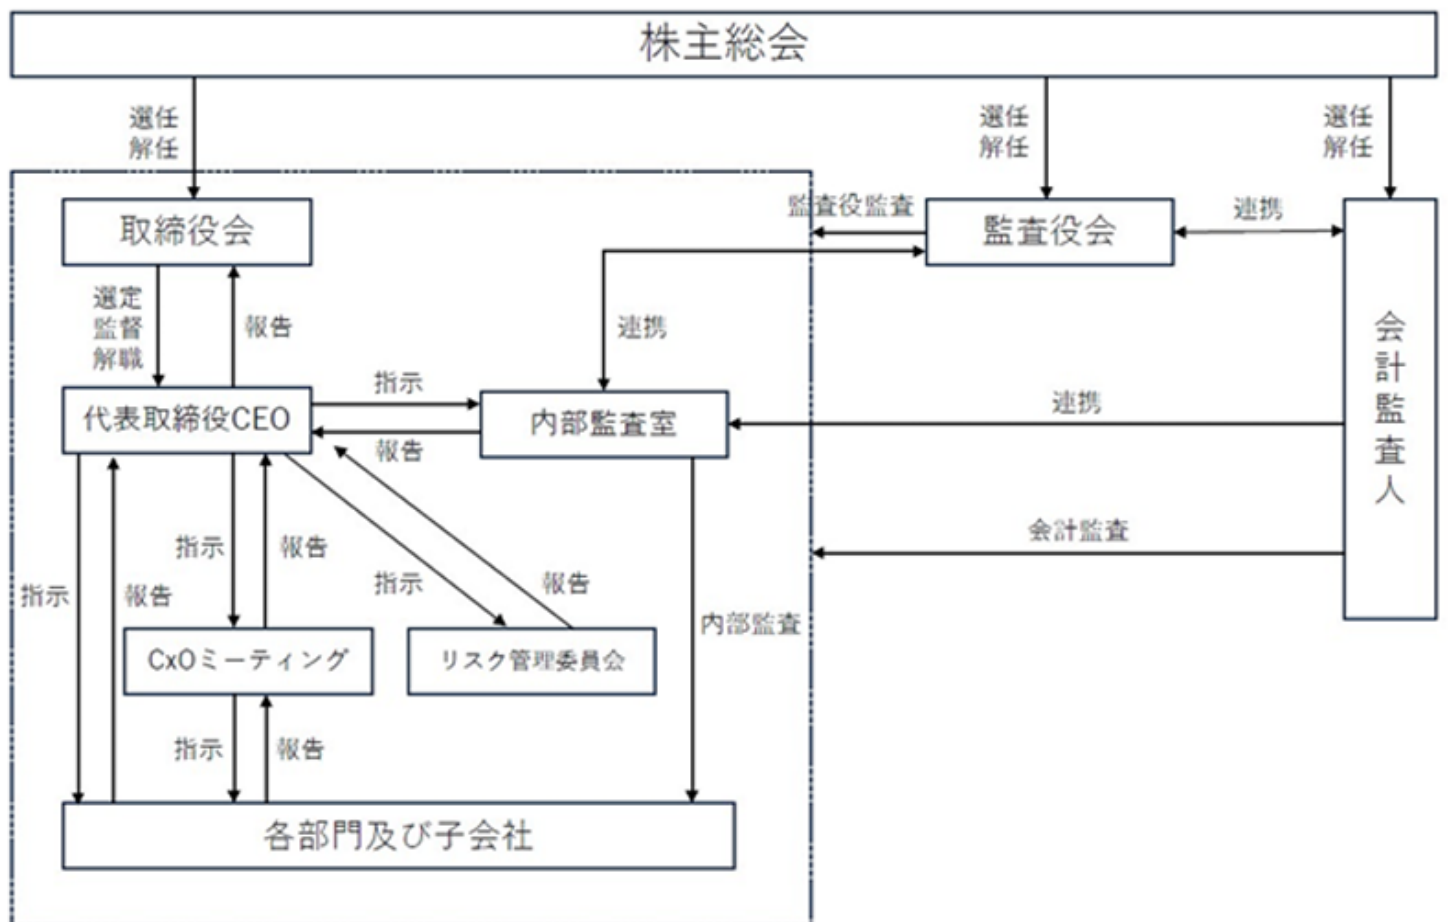 株主総会
選任
解任
選任
解任
選任
解任
取締役会
監査役監査
監査役会
連携
会計監査人
選定
監督
解職
報告
連携
代表取締役CEO
指示
報告
内部監査室
連携
会計監査
指示
報告
指示
報告
指示
報告
内部監査
CxOミーティング
リスク管理委員会
指示
報告
各部門及び子会社